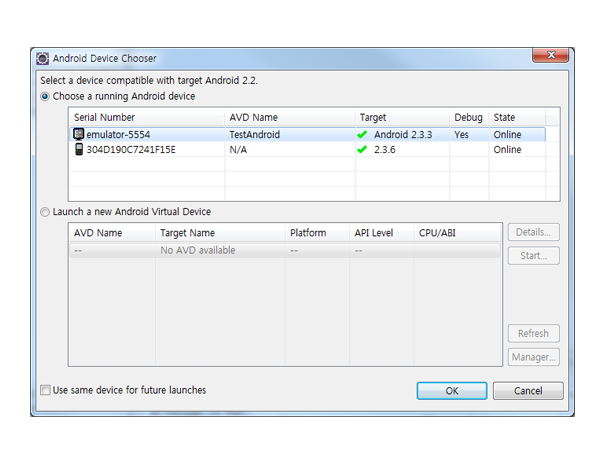 Android Device Chooser
Select a device compatible with target Android 2.2.
Choose a running Android device
Serial Number AVD Name Target Debug State
emulator-5554 TestAndroid Android 2.3.3 Yes Online
304D190C7241F15E N/A 2.3.6 Online
Launch a new Android Virtual Device
AVD Name Target Name Platform API Level CPU/ABI
-- No AVD available -- --
Details...
Start...
Refresh
Manager...
Use same device for future launches
OK Cancel